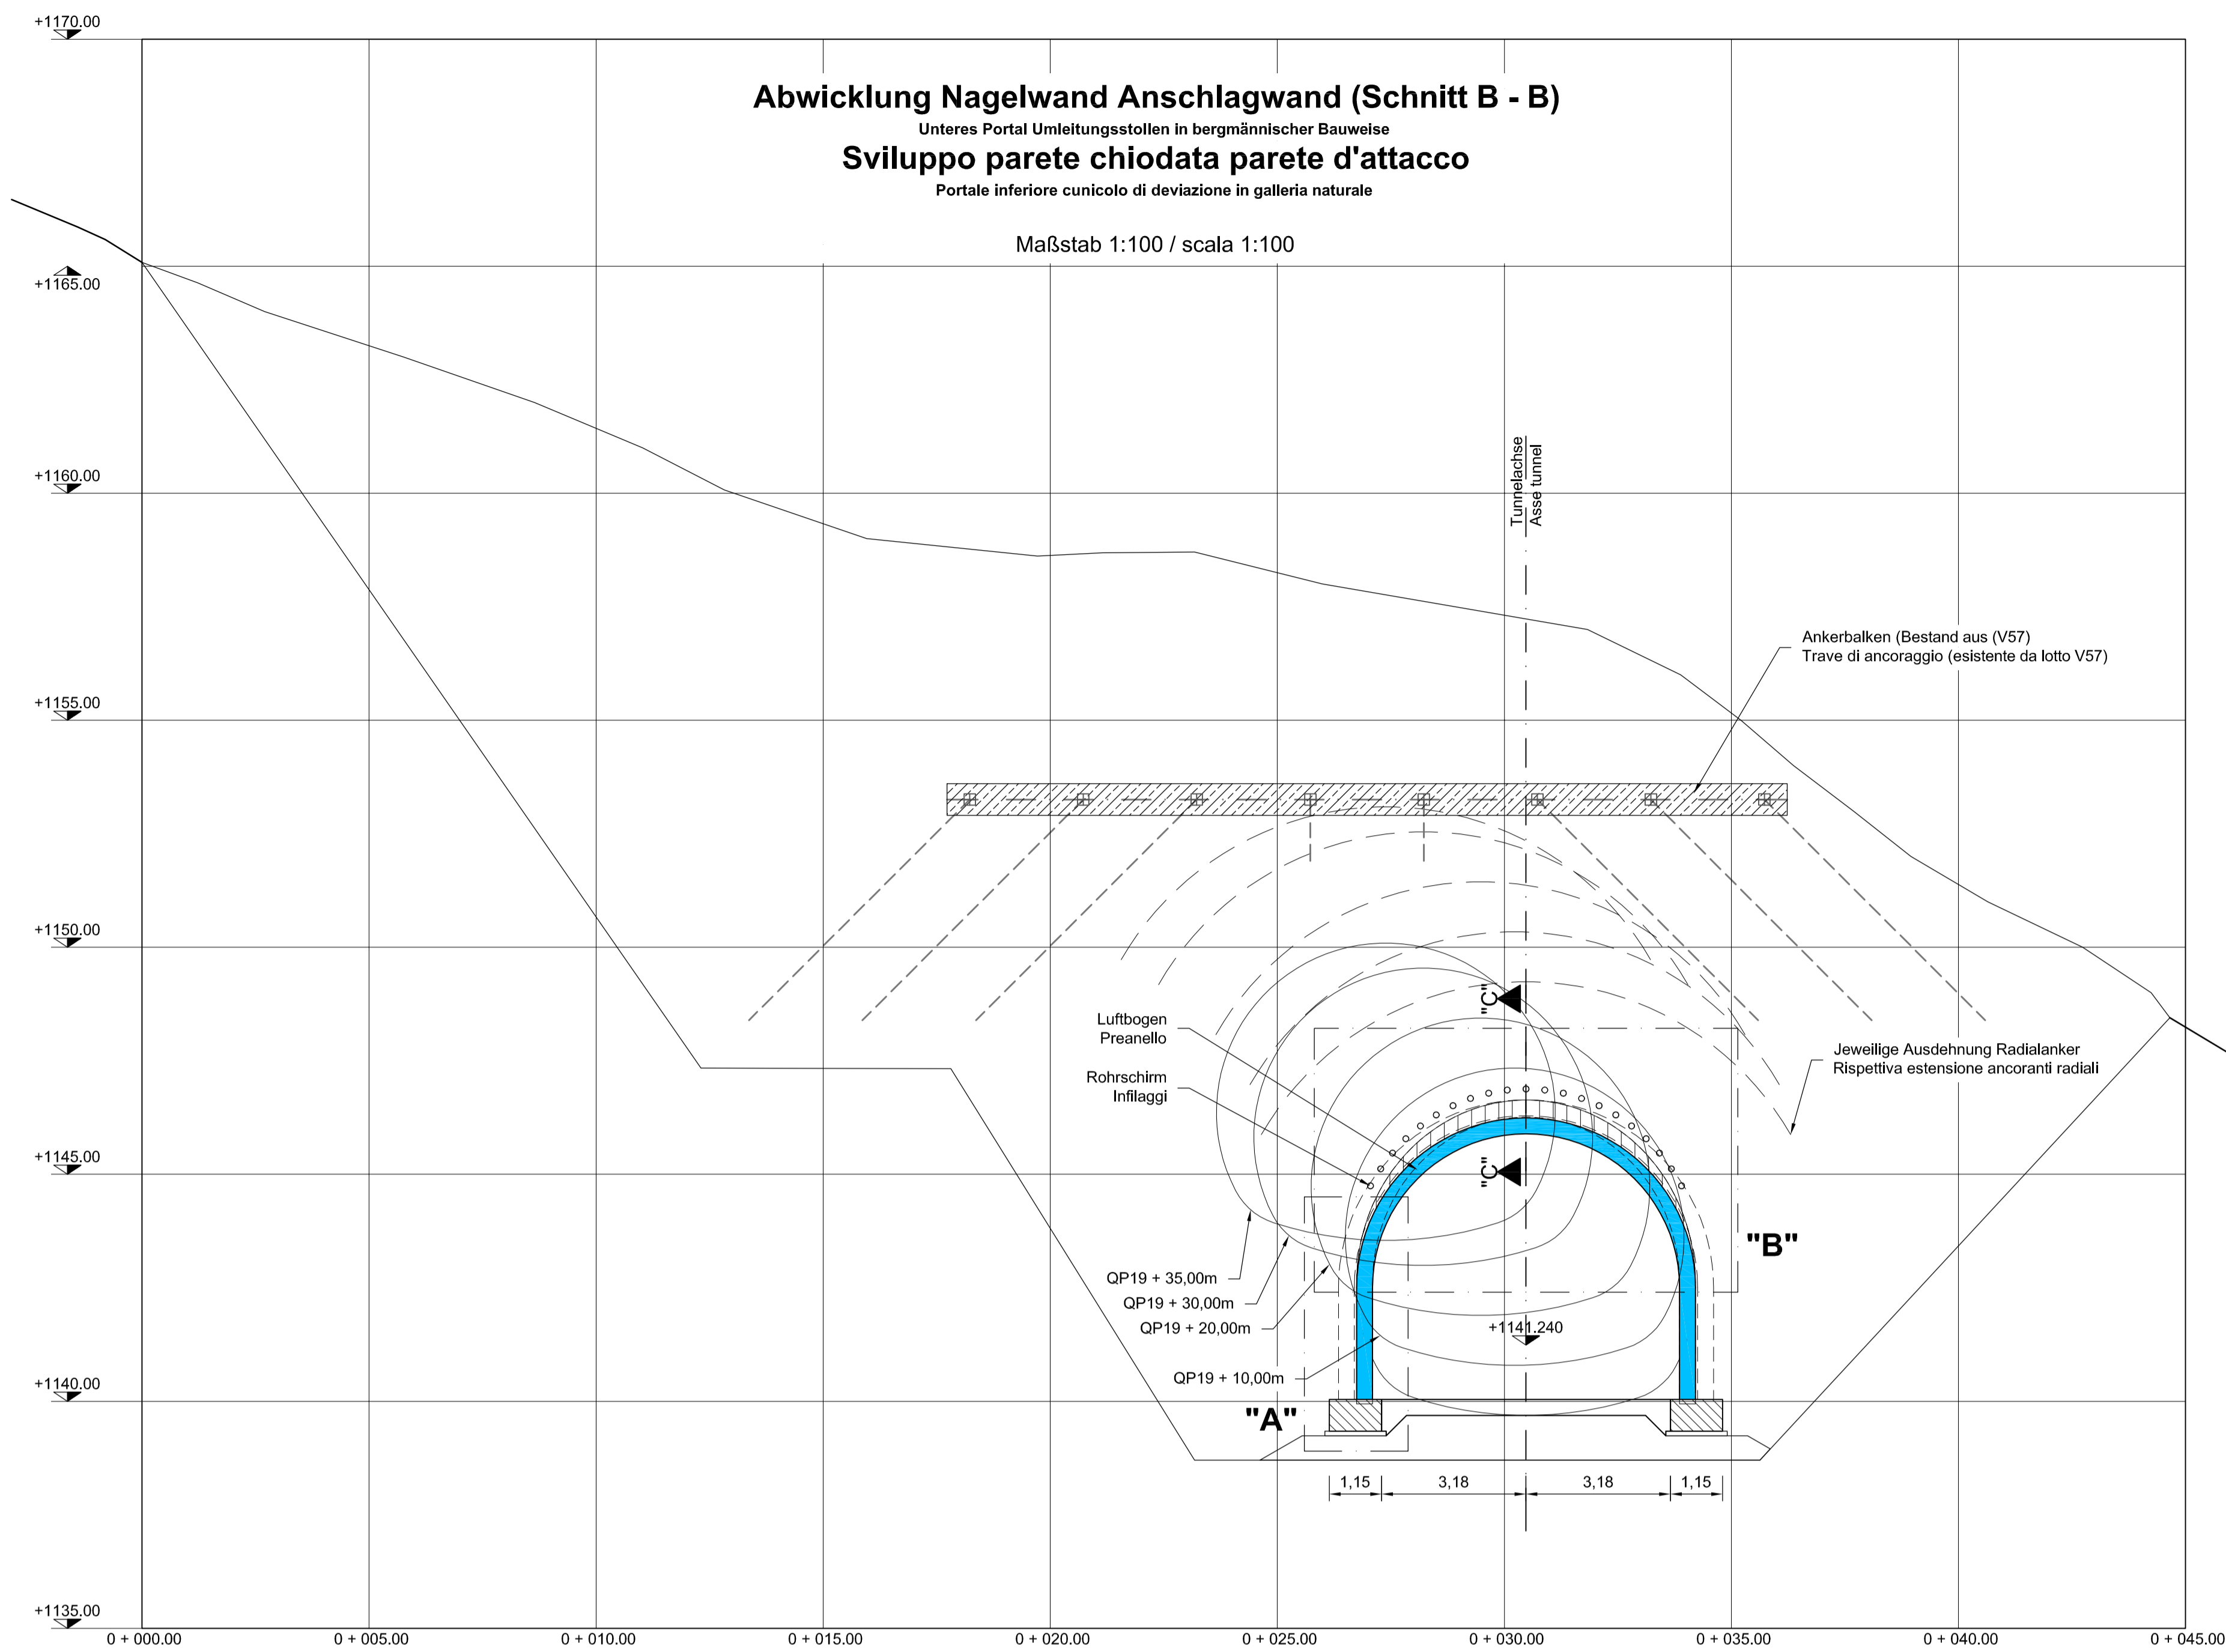 +1170.00
Abwicklung Nagelwand Anschlagwand (Schnitt B - B)
Unteres Portal Umleitungsstollen in bergmännischer Bauweise
Sviluppo parete chiodata parete d'attacco
Portale inferiore cunicolo di deviazione in galleria naturale
Maßstab 1:100 / scala 1:100
+1165.00
+1160.00
Tunnelachse
Asse tunnel
Ankerbalken (Bestand aus (V57)
Trave di ancoraggio (esistente da lotto V57)
+1155.00
+1150.00
"C"
Luftbogen
Preanello
Jeweilige Ausdehnung Radialanker
Rispettiva estensione ancoranti radiali
Rohrschirm
Infilaggi
+1145.00
"C"
"B"
QP19 + 35,00m
QP19 + 30,00m
QP19 + 20,00m
+1141.240
QP19 + 10,00m
+1140.00
"A"
1,15
3,18
3,18
1,15
+1135.00
0 + 000.00
0 + 005.00
0 + 010.00
0 + 015.00
0 + 020.00
0 + 025.00
0 + 030.00
0 + 035.00
0 + 040.00
0 + 045.00